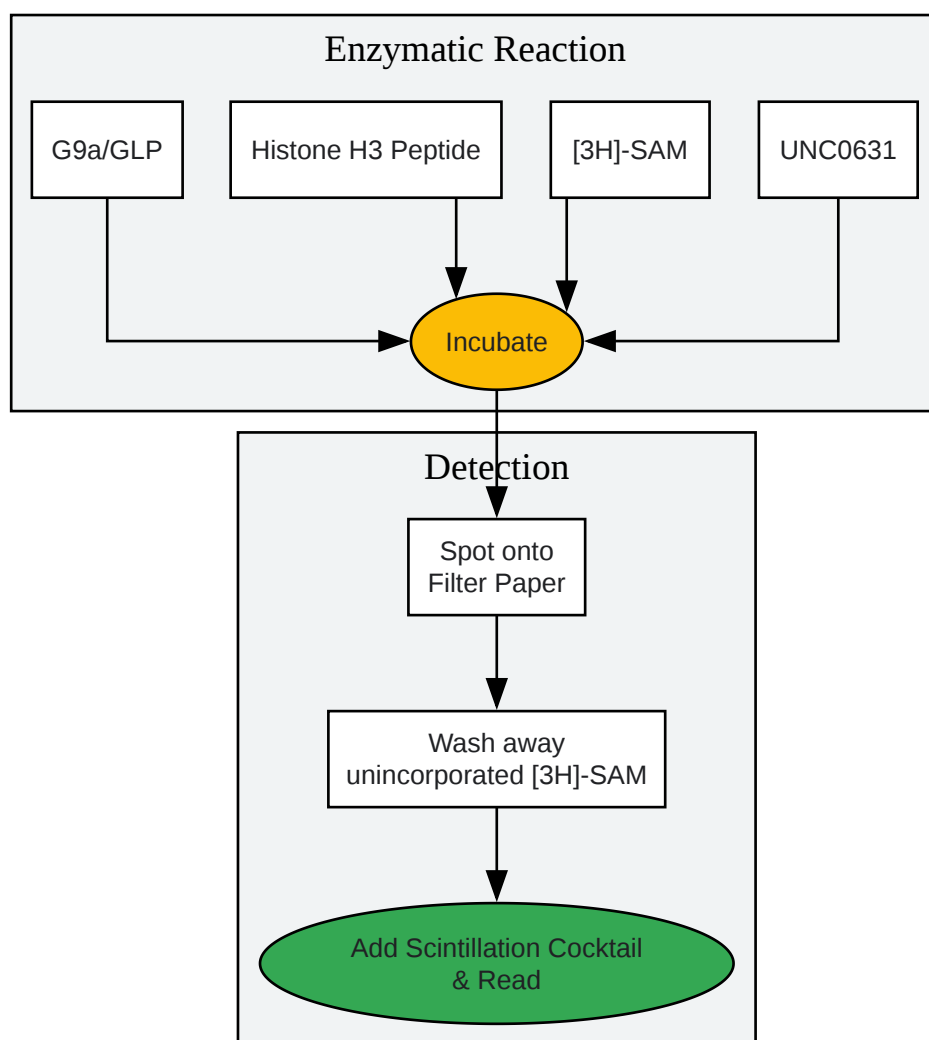 Enzymatic Reaction
G9a/GLP
Histone H3 Peptide
[3H]-SAM
UNC0631
Incubate
Detection
Spot onto
Filter Paper
Wash away
unincorporated [3H]-SAM
Add Scintillation Cocktail
& Read